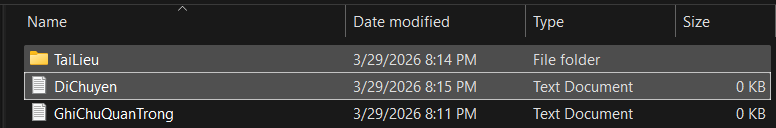 Name Date modified Type Size
TaiLieu 3/29/2026 8:14 PM File folder
DiChuyen 3/29/2026 8:15 PM Text Document 0 KB
GhiChuQuanTrong 3/29/2026 8:11 PM Text Document 0 KB